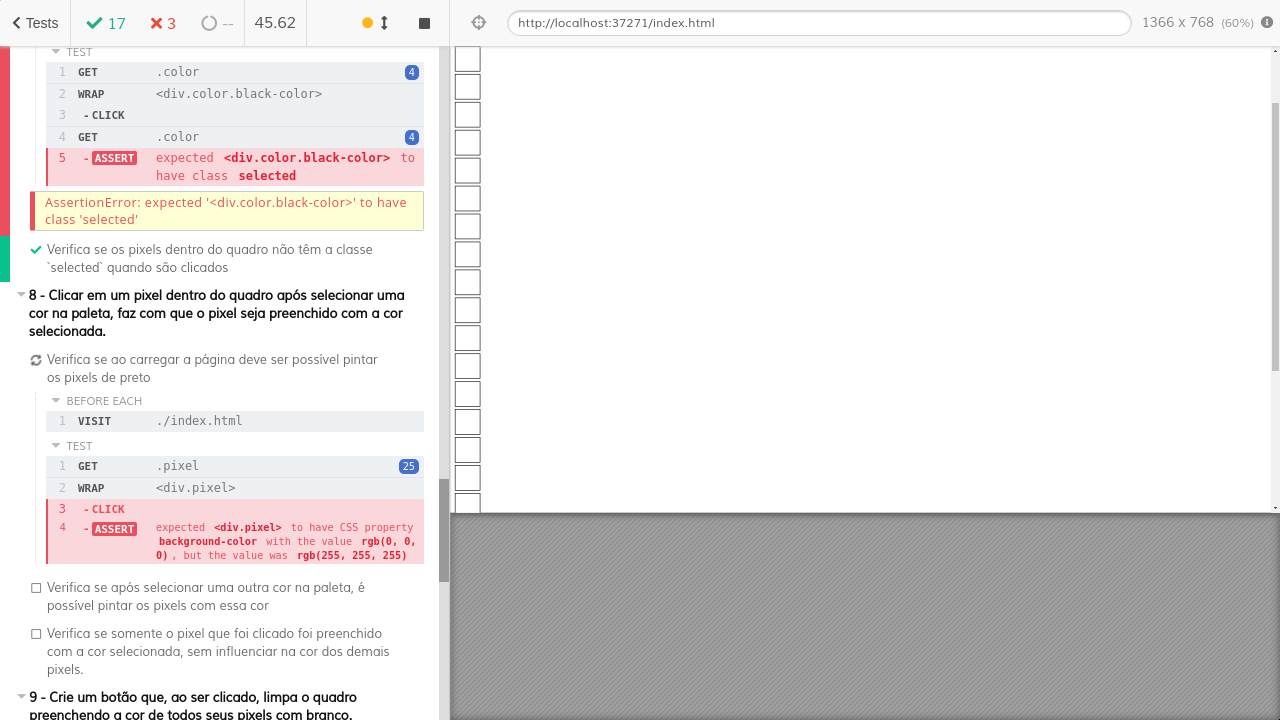 Tests 17 3 -- 45.62 http://localhost:37271/index.html 1366 x 768 (60%)
TEST
1 GET .color 4
2 WRAP <div.color.black-color>
3 - CLICK
4 GET .color 4
5 - ASSERT expected <div.color.black-color> to
have class selected
AssertionError: expected '<div.color.black-color>' to have
class 'selected'
Verifica se os pixels dentro do quadro não têm a classe
`selected` quando são clicados
8 - Clicar em um pixel dentro do quadro após selecionar uma
cor na paleta, faz com que o pixel seja preenchido com a cor
selecionada.
Verifica se ao carregar a página deve ser possível pintar
os pixels de preto
BEFORE EACH
1 VISIT ./index.html
TEST
1 GET .pixel 25
2 WRAP <div.pixel>
3 - CLICK
4 - ASSERT expected <div.pixel> to have CSS property
background-color with the value rgb(0, 0,
0), but the value was rgb(255, 255, 255)
Verifica se após selecionar uma outra cor na paleta, é
possível pintar os pixels com essa cor
Verifica se somente o pixel que foi clicado foi preenchido
com a cor selecionada, sem influenciar na cor dos demais
pixels.
9 - Crie um botão que, ao ser clicado, limpa o quadro
preenchendo a cor de todos seus pixels com branco.